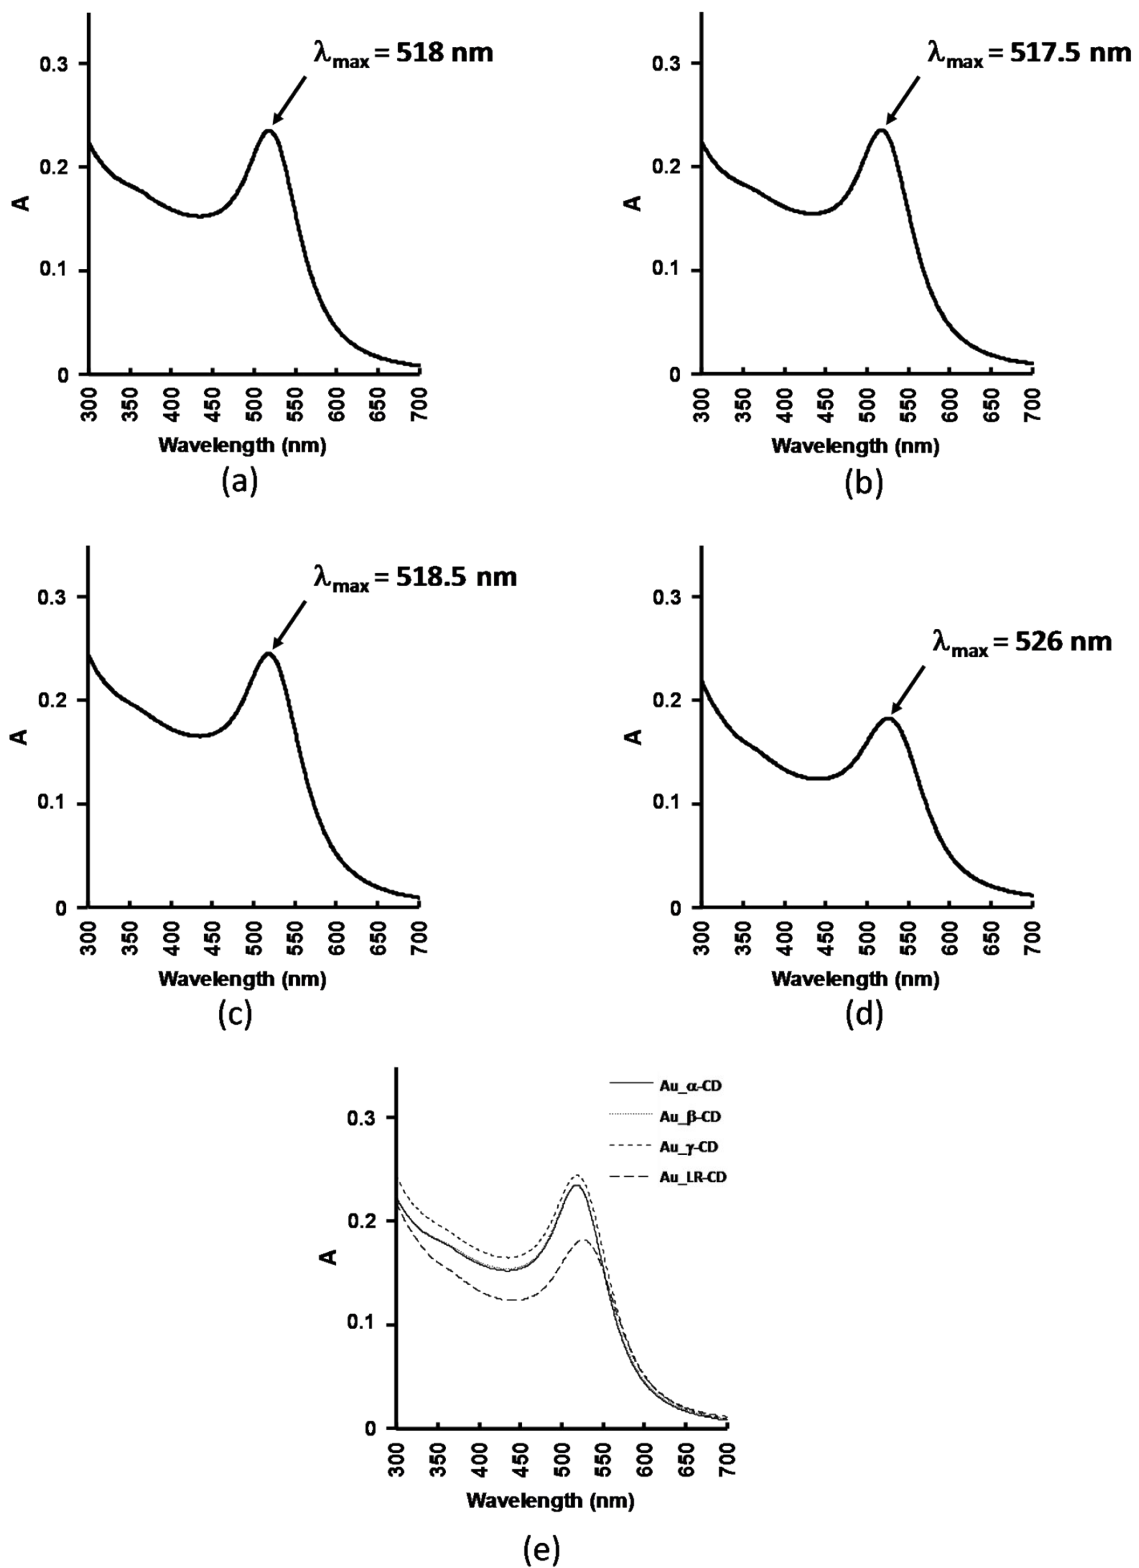 λmax = 518 nm
0.3
0.2
0.1
0
A
300
350
400
450
500
550
600
650
700
Wavelength (nm)
(a)
λmax = 517.5 nm
0.3
0.2
0.1
0
A
300
350
400
450
500
550
600
650
700
Wavelength (nm)
(b)
λmax = 518.5 nm
0.3
0.2
0.1
0
A
300
350
400
450
500
550
600
650
700
Wavelength (nm)
(c)
λmax = 526 nm
0.3
0.2
0.1
0
A
300
350
400
450
500
550
600
650
700
Wavelength (nm)
(d)
Au_α-CD
Au_β-CD
Au_γ-CD
Au_LR-CD
0.3
0.2
0.1
0
A
300
350
400
450
500
550
600
650
700
Wavelength (nm)
(e)